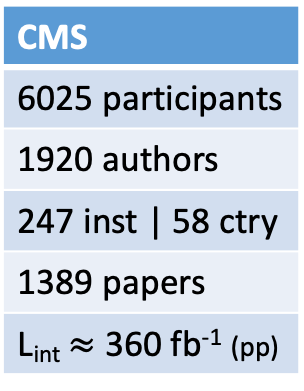 CMS
6025 participants
1920 authors
247 inst | 58 ctry
1389 papers
Lint ≈ 360 fb-1 (pp)